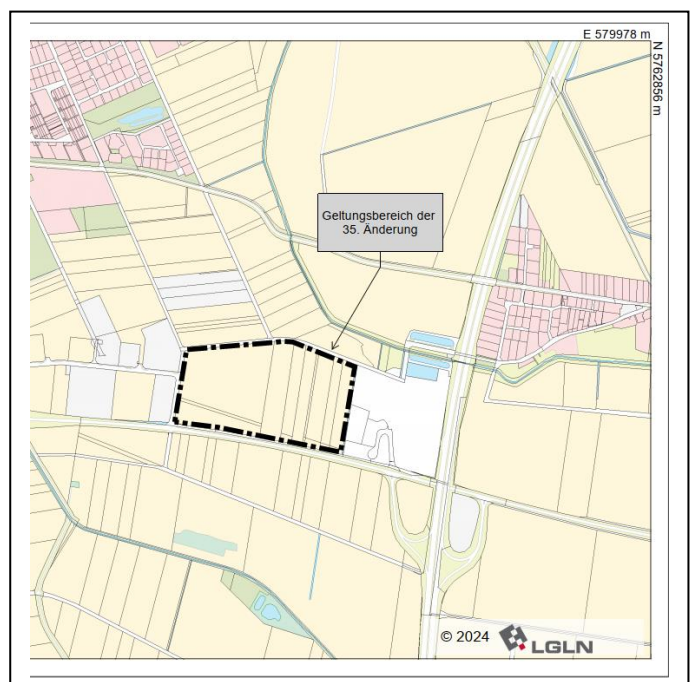 E 579978 m
N 5762856 m
Geltungsbereich der
35. Änderung
© 2024 LGLN